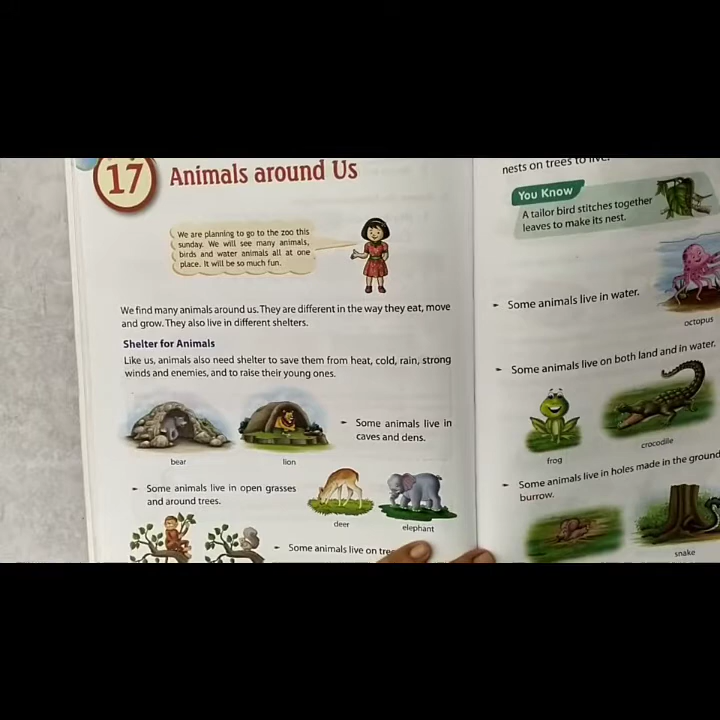 17
Animals around Us
We are planning to go to the zoo this
sunday. We will see many animals,
birds and water animals all at one
place. It will be so much fun.
We find many animals around us. They are different in the way they eat, move
and grow. They also live in different shelters.
Shelter for Animals
Like us, animals also need shelter to save them from heat, cold, rain, strong
winds and enemies, and to raise their young ones.
Some animals live in
caves and dens.
bear
lion
Some animals live in open grasses
and around trees.
deer
elephant
Some animals live on
nests on trees to live.
You Know
A tailor bird stitches together
leaves to make its nest.
Some animals live in water.
octopus
Some animals live on both land and in water.
frog
crocodile
Some animals live in holes made in the ground
burrow.
snake